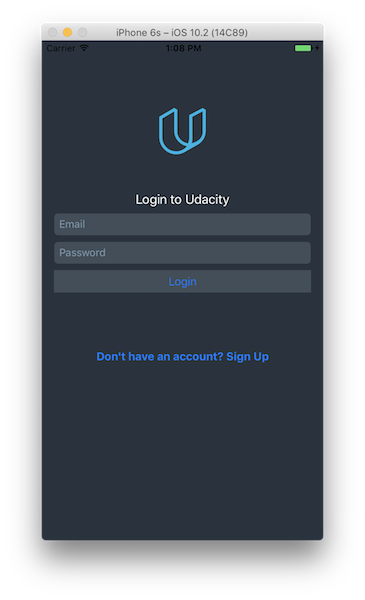 iPhone 6s – iOS 10.2 (14C89)
Carrier 1:08 PM
Login to Udacity
Email
Password
Login
Don't have an account? Sign Up